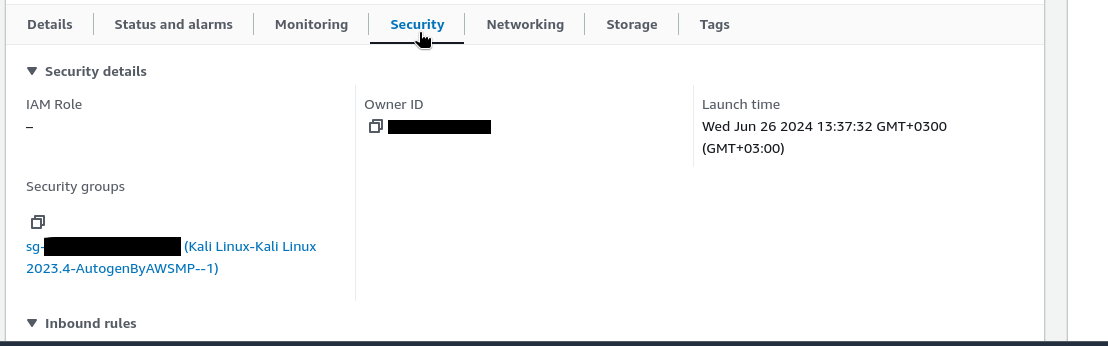 Details
Status and alarms
Monitoring
Security
Networking
Storage
Tags
Security details
IAM Role
–
Owner ID
Launch time
Wed Jun 26 2024 13:37:32 GMT+0300
(GMT+03:00)
Security groups
sg- (Kali Linux-Kali Linux
2023.4-AutogenByAWSMP--1)
Inbound rules